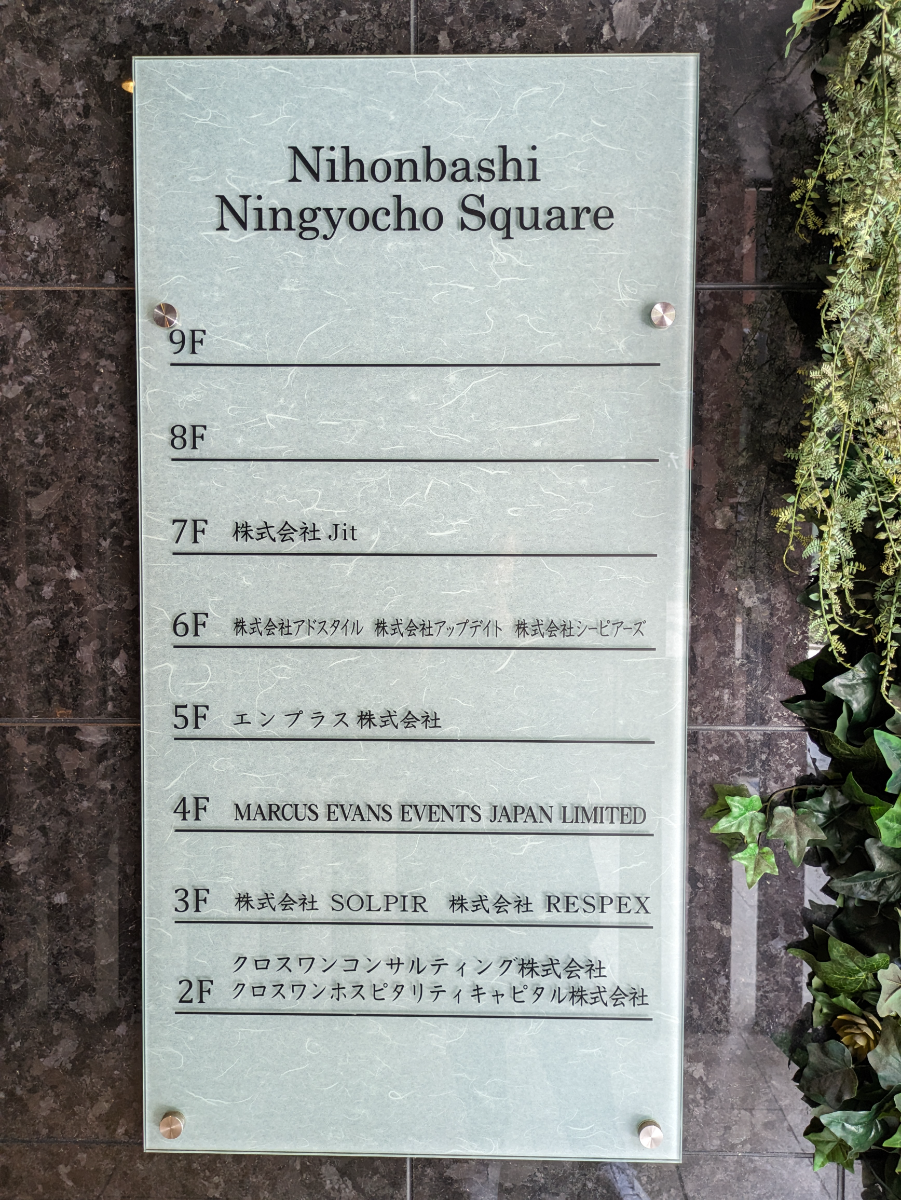 Nihonbashi
Ningyocho Square
9F
8F
7F 株式会社 Jit
6F 株式会社アドスタイル 株式会社アップデイト 株式会社シーピアーズ
5F エンプラス株式会社
4F MARCUS EVANS EVENTS JAPAN LIMITED
3F 株式会社 SOLPIR 株式会社 RESPEX
クロスワンコンサルティング株式会社
2F クロスワンホスピタリティキャピタル株式会社